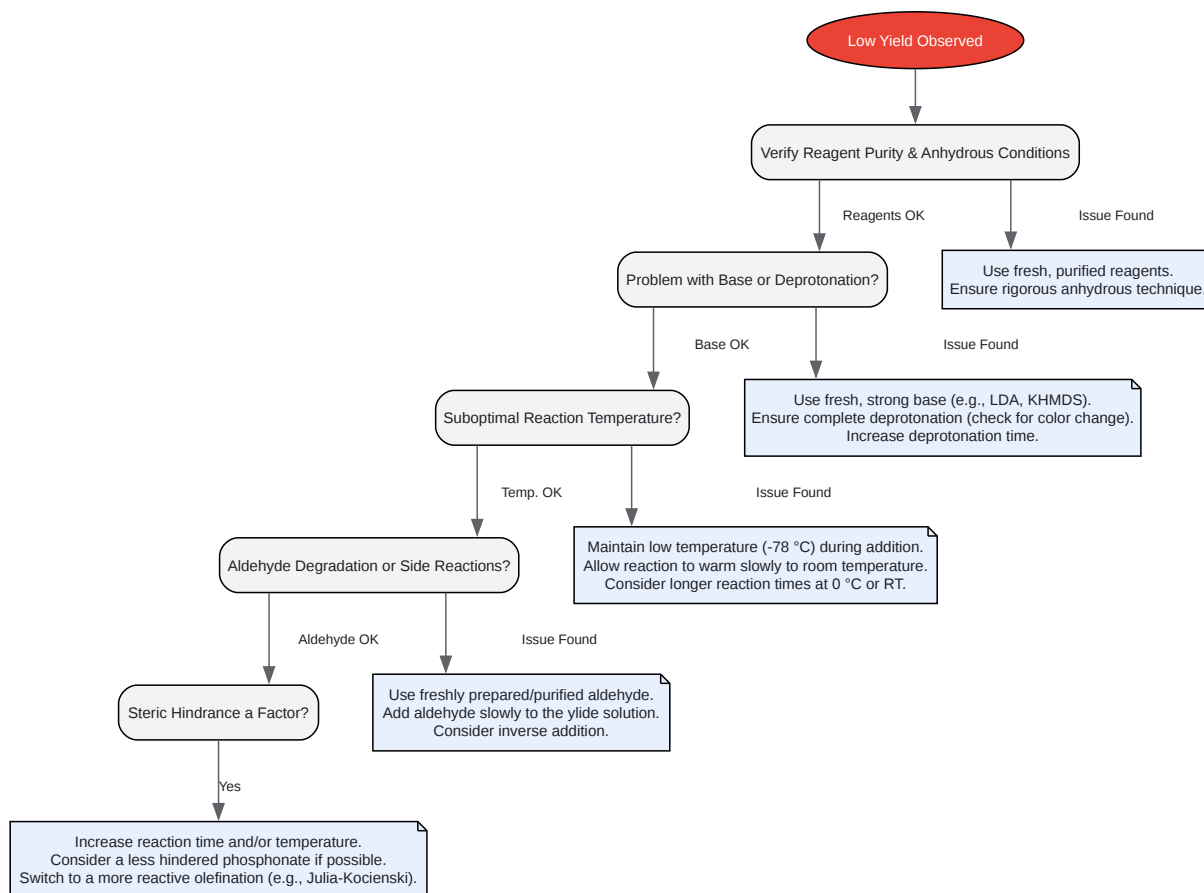 Low Yield Observed
Verify Reagent Purity & Anhydrous Conditions
Reagents OK
Issue Found
Use fresh, purified reagents.
Ensure rigorous anhydrous technique.
Problem with Base or Deprotonation?
Base OK
Issue Found
Use fresh, strong base (e.g., LDA, KHMDS).
Ensure complete deprotonation (check for color change).
Increase deprotonation time.
Suboptimal Reaction Temperature?
Temp. OK
Issue Found
Maintain low temperature (-78 °C) during addition.
Allow reaction to warm slowly to room temperature.
Consider longer reaction times at 0 °C or RT.
Aldehyde Degradation or Side Reactions?
Aldehyde OK
Issue Found
Use freshly prepared/purified aldehyde.
Add aldehyde slowly to the ylide solution.
Consider inverse addition.
Steric Hindrance a Factor?
Yes
Increase reaction time and/or temperature.
Consider a less hindered phosphonate if possible.
Switch to a more reactive olefination (e.g., Julia-Kocienski).